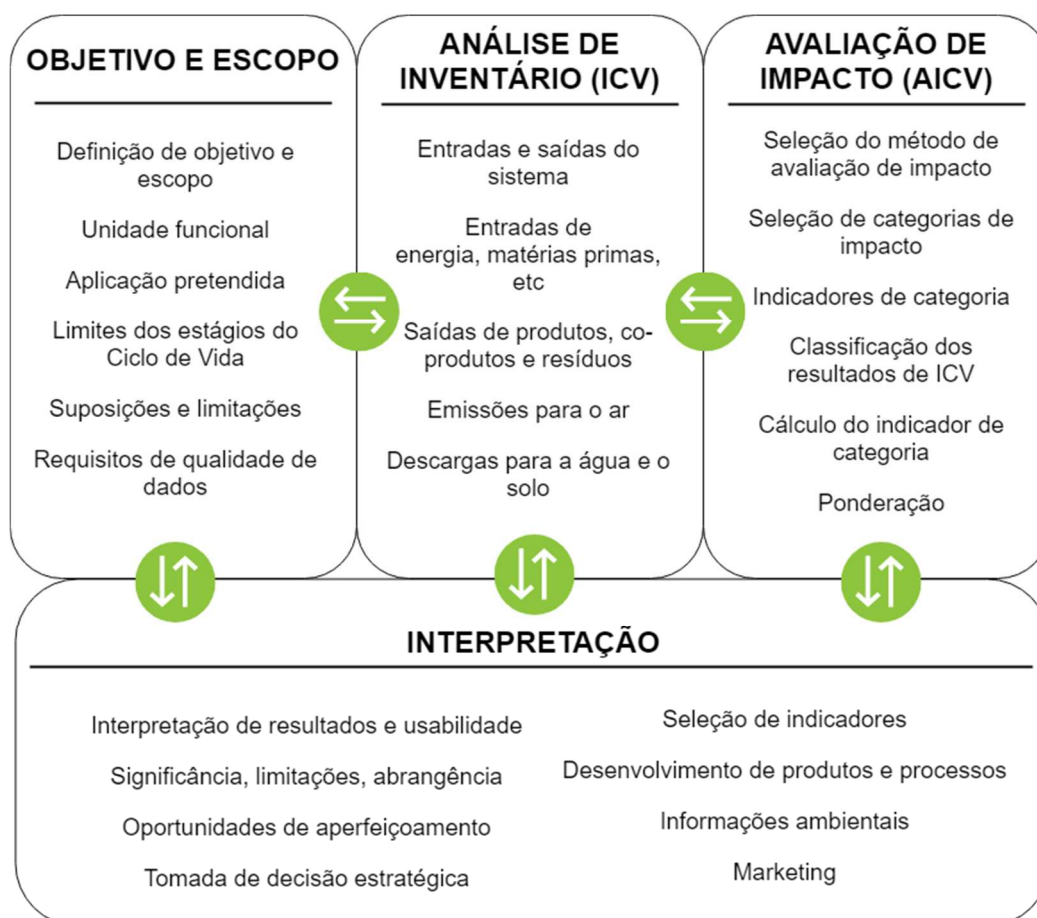 OBJETIVO E ESCOPO
Definição de objetivo e
escopo
Unidade funcional
Aplicação pretendida
Limites dos estágios do
Ciclo de Vida
Suposições e limitações
Requisitos de qualidade de
dados
ANÁLISE DE
INVENTÁRIO (ICV)
Entradas e saídas do
sistema
Entradas de
energia, matérias primas,
etc
Saídas de produtos, co-
produtos e resíduos
Emissões para o ar
Descargas para a água e o
solo
AVALIAÇÃO DE
IMPACTO (AICV)
Seleção do método de
avaliação de impacto
Seleção de categorias de
impacto
Indicadores de categoria
Classificação dos
resultados de ICV
Cálculo do indicador de
categoria
Ponderação
INTERPRETAÇÃO
Interpretação de resultados e usabilidade
Significância, limitações, abrangência
Oportunidades de aperfeiçoamento
Tomada de decisão estratégica
Seleção de indicadores
Desenvolvimento de produtos e processos
Informações ambientais
Marketing